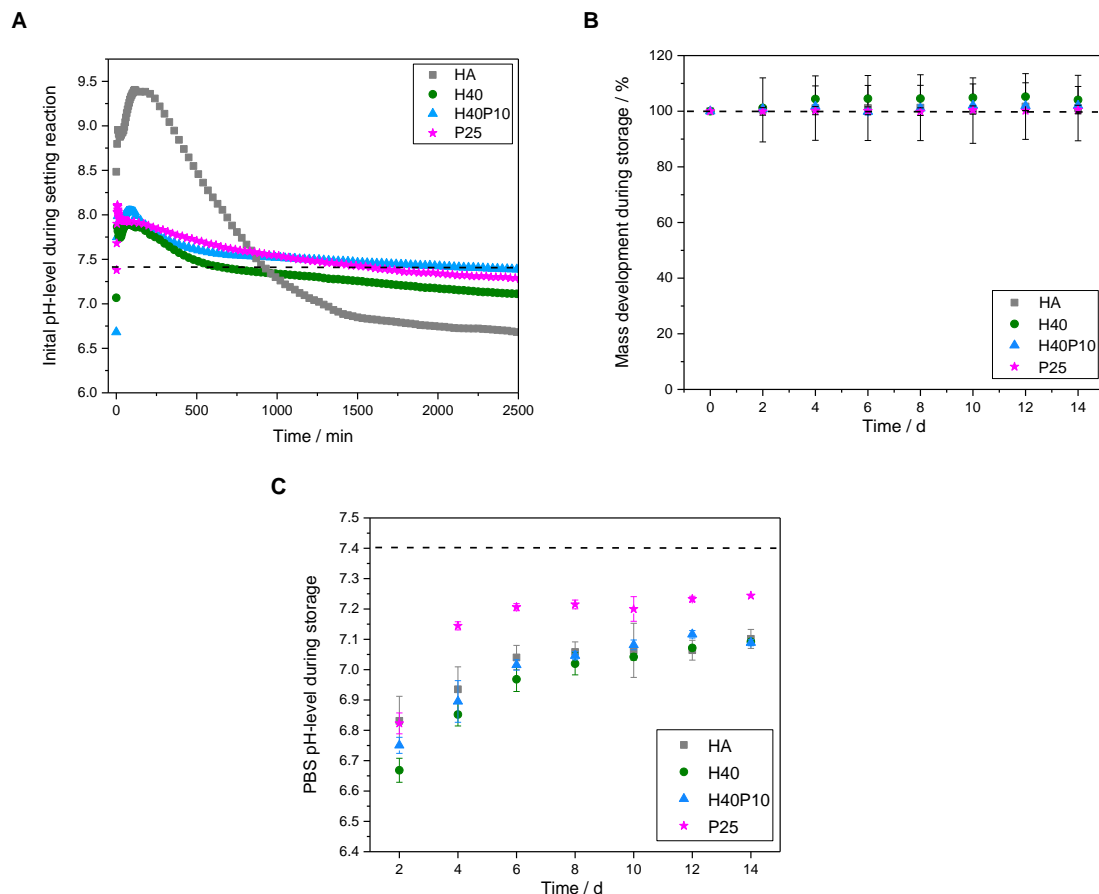 A
Inital pH-level during setting reaction
9.5
9.0
8.5
8.0
7.5
7.0
6.5
6.0
HA
H40
H40P10
P25
0
500
1000
1500
2000
2500
Time / min
B
Mass development during storage / %
120
100
80
60
40
20
0
HA
H40
H40P10
P25
0
2
4
6
8
10
12
14
Time / d
C
PBS pH-level during storage
7.5
7.4
7.3
7.2
7.1
7.0
6.9
6.8
6.7
6.6
6.5
6.4
HA
H40
H40P10
P25
2
4
6
8
10
12
14
Time / d